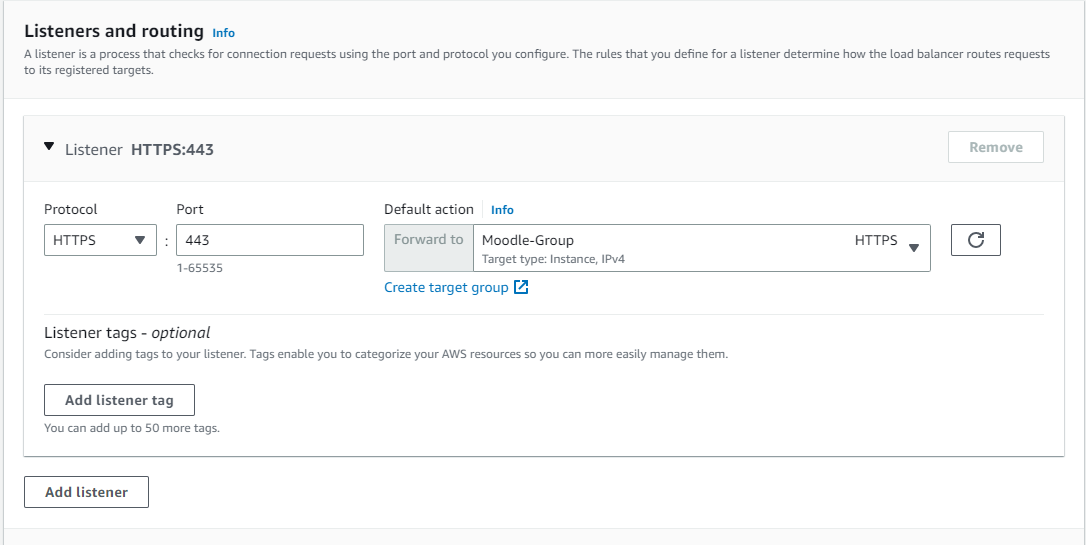 Listeners and routing Info
A listener is a process that checks for connection requests using the port and protocol you configure. The rules that you define for a listener determine how the load balancer routes requests
to its registered targets.
Listener HTTPS:443
Remove
Protocol Port Default action Info
HTTPS : 443 Forward to Moodle-Group HTTPS
Target type: Instance, IPv4
1-65535
Create target group
Listener tags - optional
Consider adding tags to your listener. Tags enable you to categorize your AWS resources so you can more easily manage them.
Add listener tag
You can add up to 50 more tags.
Add listener